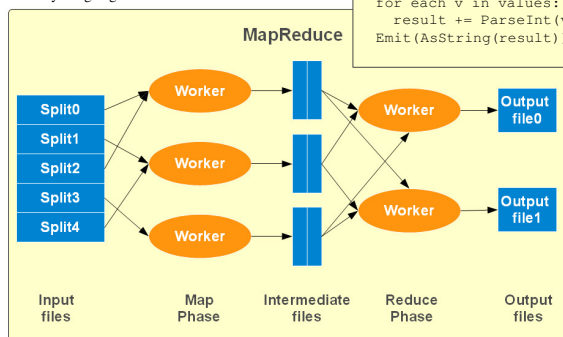 for each v in values:
result += ParseInt(v
Emit(AsString(result)
MapReduce
Split0
Split1
Split2
Split3
Split4
Worker
Worker
Worker
Worker
Worker
Output
file0
Output
file1
Input
files
Map
Phase
Intermediate
files
Reduce
Phase
Output
files